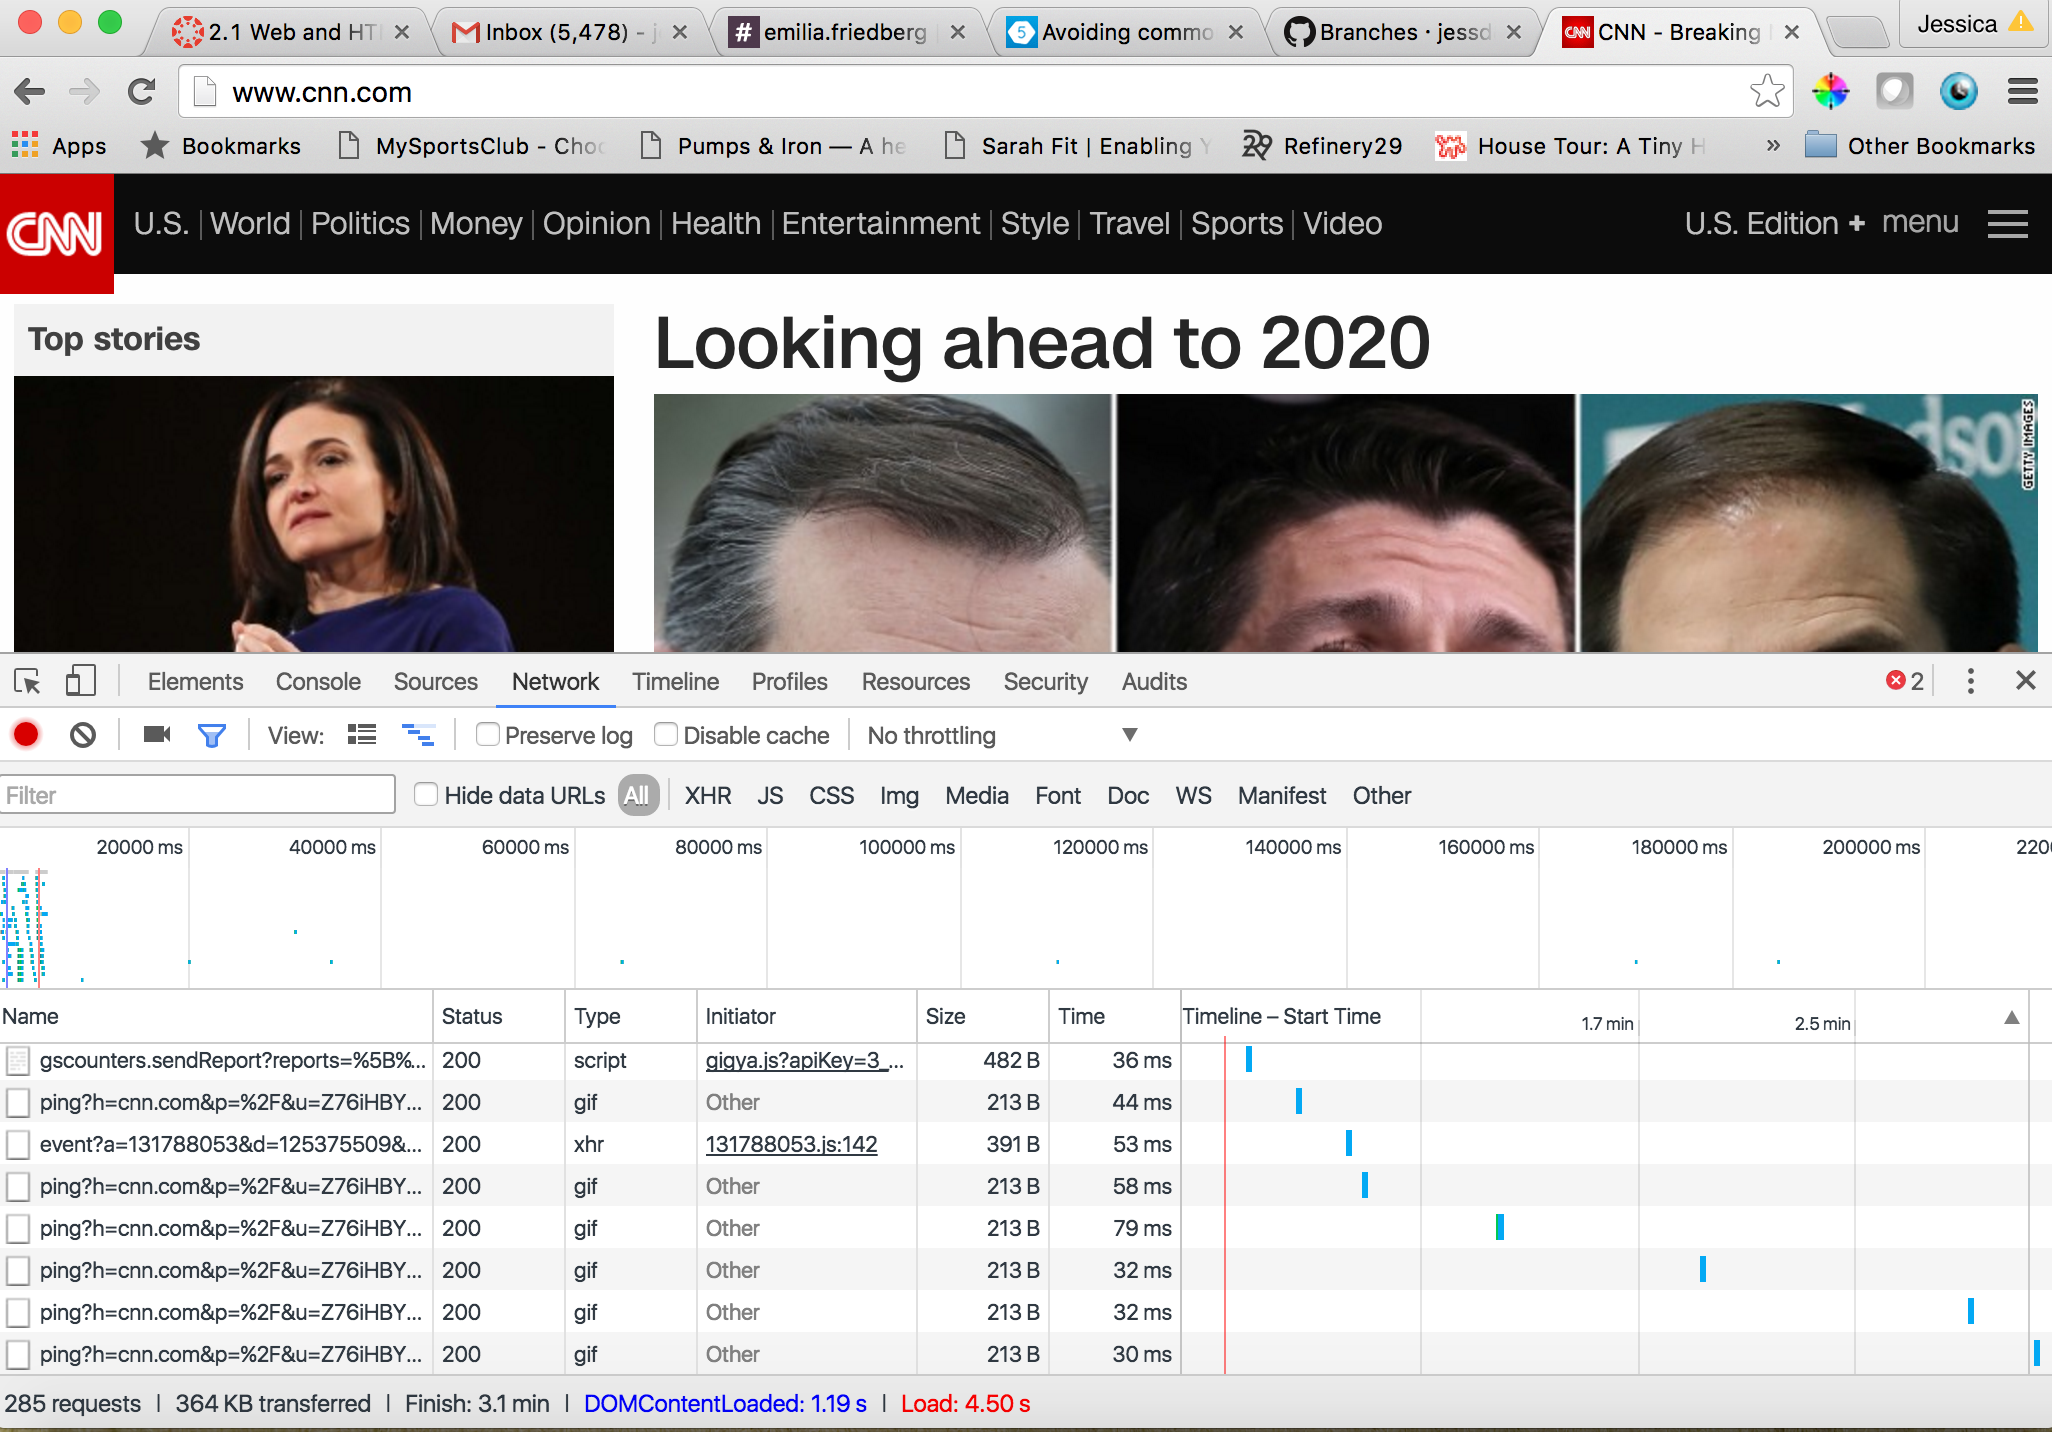 2.1 Web and HT
Inbox (5,478) - j
emilia.friedberg
Avoiding commo
Branches · jessd
CNN - Breaking
Jessica
www.cnn.com
Apps Bookmarks MySportsClub - Choo Pumps & Iron — A he Sarah Fit | Enabling Y Refinery29 House Tour: A Tiny H » Other Bookmarks
CNN U.S. World Politics Money Opinion Health Entertainment Style Travel Sports Video U.S. Edition + menu
Top stories
Looking ahead to 2020
GETTY IMAGES
dso
Elements Console Sources Network Timeline Profiles Resources Security Audits 2
View: Preserve log Disable cache No throttling
Filter Hide data URLs All XHR JS CSS Img Media Font Doc WS Manifest Other
20000 ms 40000 ms 60000 ms 80000 ms 100000 ms 120000 ms 140000 ms 160000 ms 180000 ms 200000 ms 220
Name Status Type Initiator Size Time Timeline – Start Time 1.7 min 2.5 min
gscounters.sendReport?reports=%5B%... 200 script gigya.js?apiKey=3_... 482 B 36 ms
ping?h=cnn.com&p=%2F&u=Z76iHBY... 200 gif Other 213 B 44 ms
event?a=131788053&d=125375509&... 200 xhr 131788053.js:142 391 B 53 ms
ping?h=cnn.com&p=%2F&u=Z76iHBY... 200 gif Other 213 B 58 ms
ping?h=cnn.com&p=%2F&u=Z76iHBY... 200 gif Other 213 B 79 ms
ping?h=cnn.com&p=%2F&u=Z76iHBY... 200 gif Other 213 B 32 ms
ping?h=cnn.com&p=%2F&u=Z76iHBY... 200 gif Other 213 B 32 ms
ping?h=cnn.com&p=%2F&u=Z76iHBY... 200 gif Other 213 B 30 ms
285 requests | 364 KB transferred | Finish: 3.1 min | DOMContentLoaded: 1.19 s | Load: 4.50 s